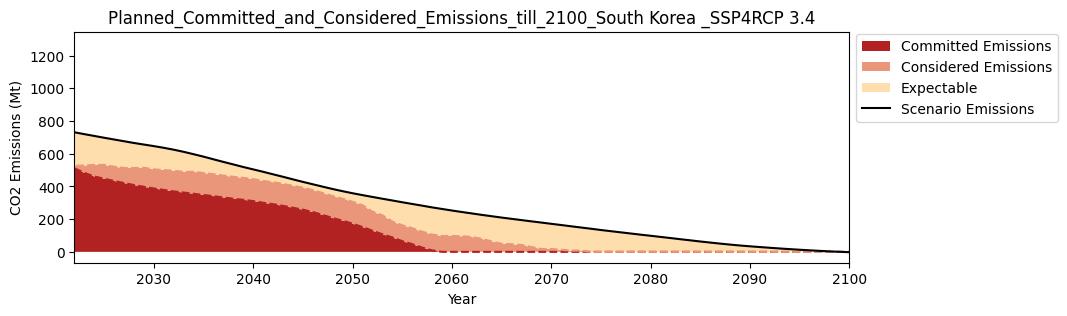 Planned_Committed_and_Considered_Emissions_till_2100_South Korea _SSP4RCP 3.4
Committed Emissions
Considered Emissions
Expectable
Scenario Emissions
CO2 Emissions (Mt)
1200
1000
800
600
400
200
0
2030 2040 2050 2060 2070 2080 2090 2100
Year